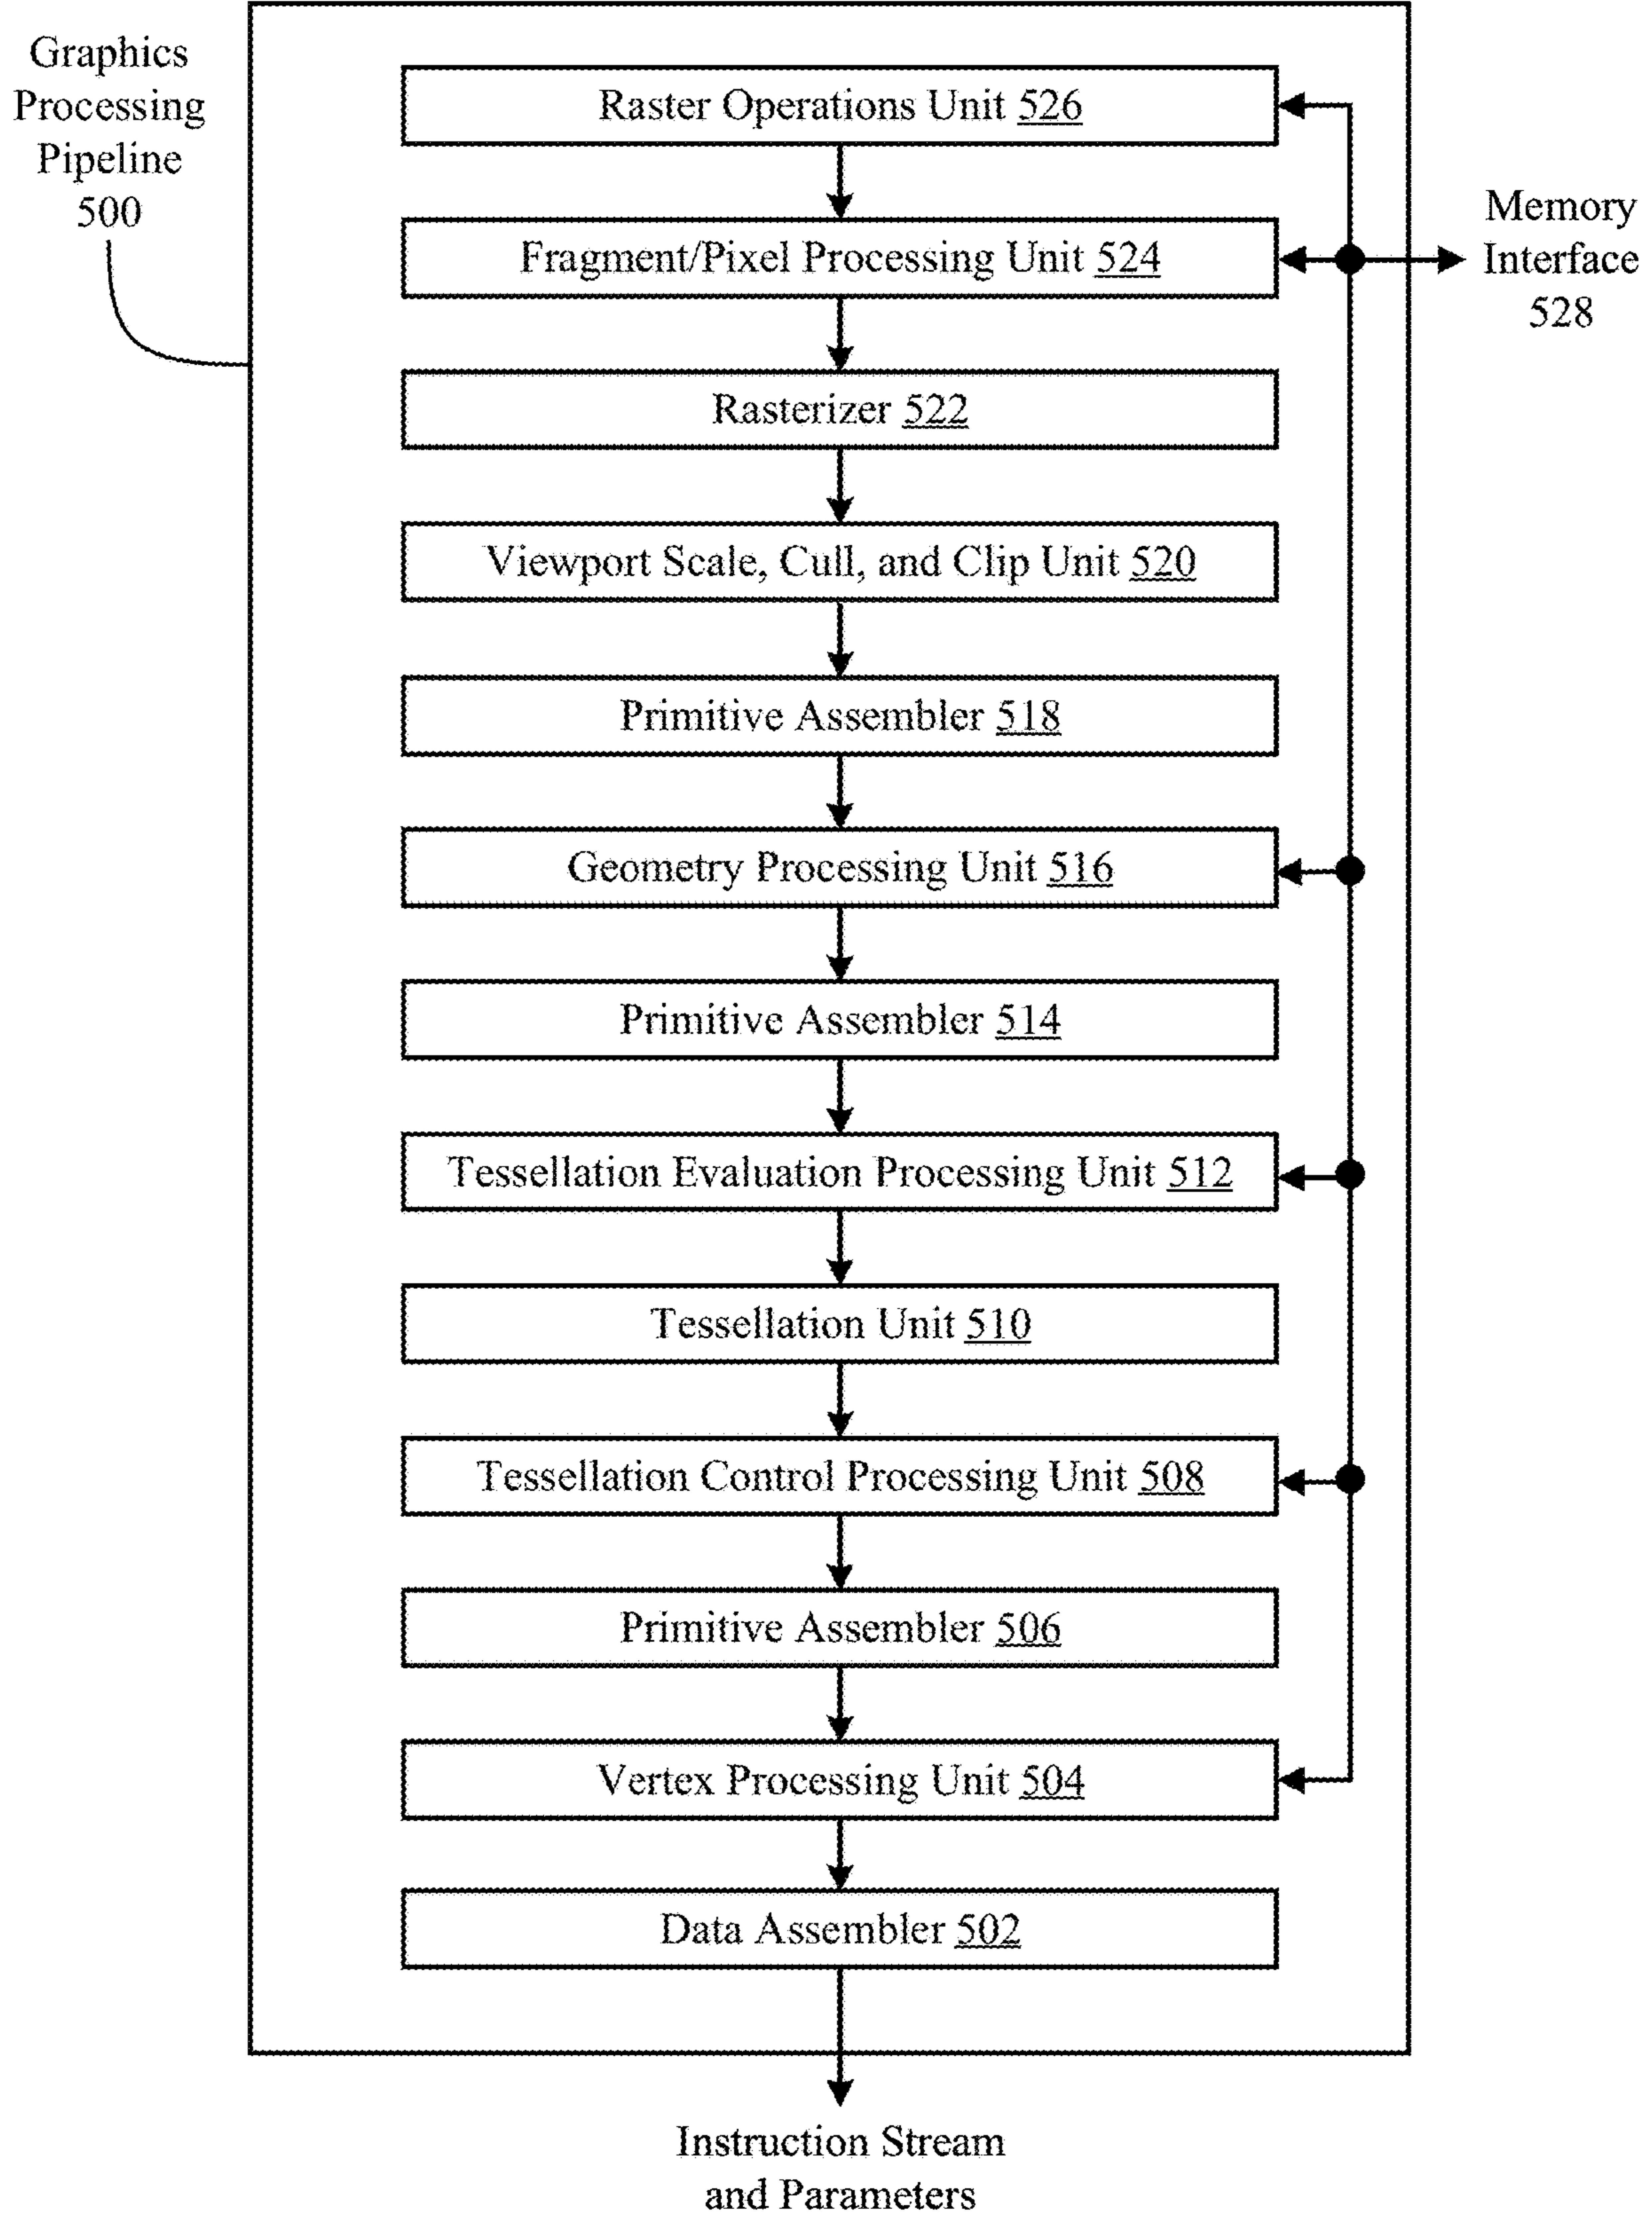 Graphics
Processing
Pipeline
500
Raster Operations Unit 526
Fragment/Pixel Processing Unit 524
Memory
Interface
528
Rasterizer 522
Viewport Scale, Cull, and Clip Unit 520
Primitive Assembler 518
Geometry Processing Unit 516
Primitive Assembler 514
Tessellation Evaluation Processing Unit 512
Tessellation Unit 510
Tessellation Control Processing Unit 508
Primitive Assembler 506
Vertex Processing Unit 504
Data Assembler 502
Instruction Stream
and Parameters